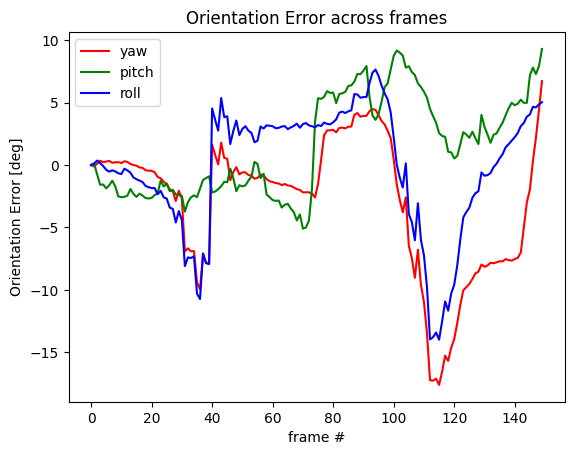 Orientation Error across frames
yaw
pitch
roll
Orientation Error [deg]
10
5
0
−5
−10
−15
0
20
40
60
80
100
120
140
frame #